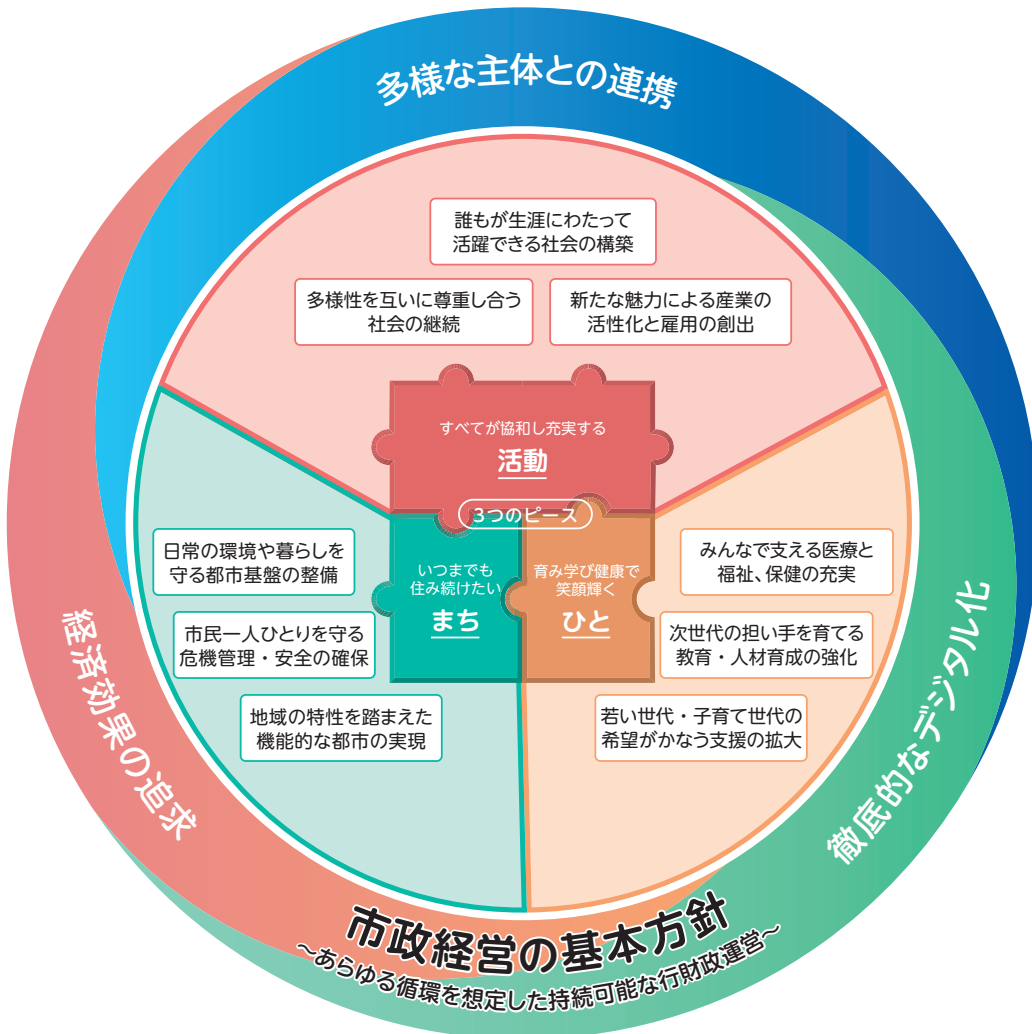 多様な主体との連携
誰もが生涯にわたって
活躍できる社会の構築
多様性を互いに尊重し合う
社会の継続
新たな魅力による産業の
活性化と雇用の創出
すべてが協和し充実する
活動
3つのピース
いつまでも
住み続けたい
まち
育み学び健康で
笑顔輝く
ひと
日常の環境や暮らしを
守る都市基盤の整備
市民一人ひとりを守る
危機管理・安全の確保
地域の特性を踏まえた
機能的な都市の実現
みんなで支える医療と
福祉、保健の充実
次世代の担い手を育てる
教育・人材育成の強化
若い世代・子育て世代の
希望がかなう支援の拡大
経済効果の追求
徹底的なデジタル化
市政経営の基本方針
～あらゆる循環を想定した持続可能な行財政運営～